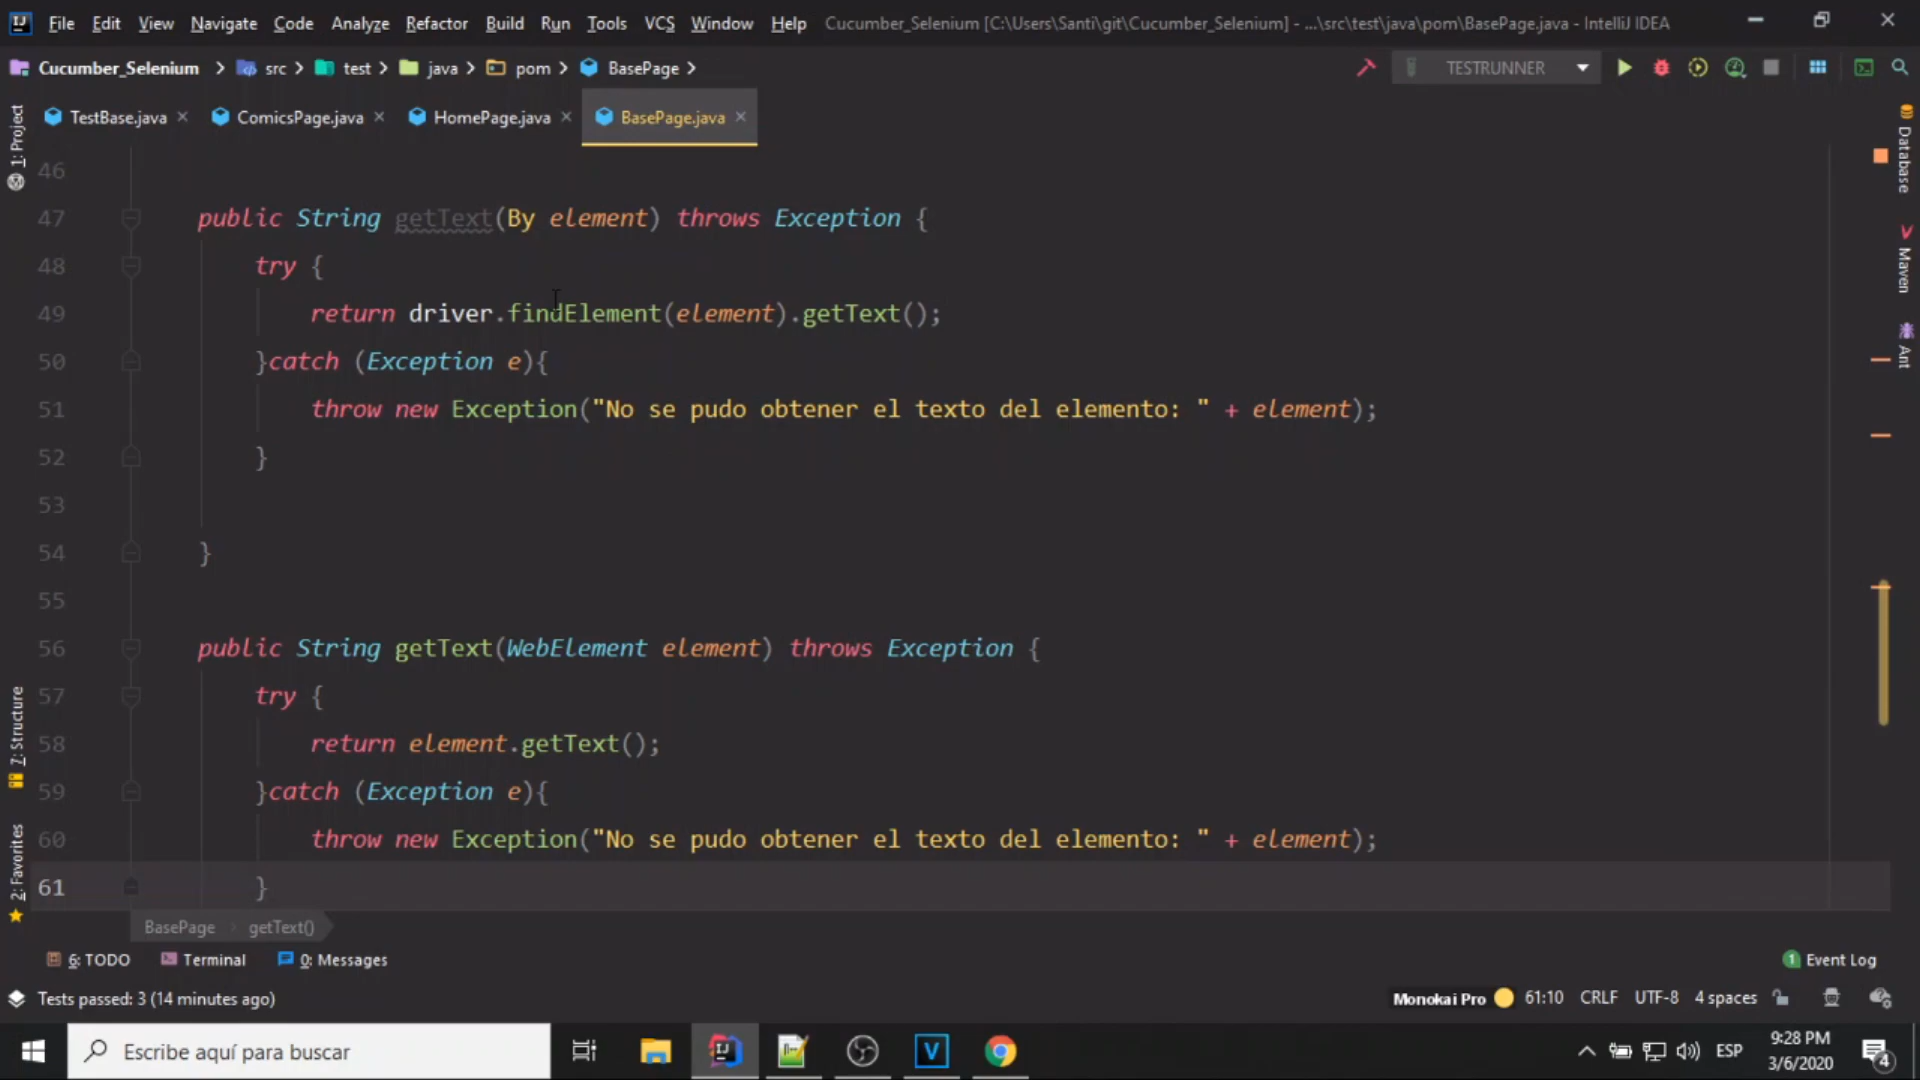 File Edit View Navigate Code Analyze Refactor Build Run Tools VCS Window Help Cucumber_Selenium [C:\Users\Santi\git\Cucumber_Selenium] - ...\src\test\java\pom\BasePage.java - IntelliJ IDEA
Cucumber_Selenium src test java pom BasePage TESTRUNNER
TestBase.java ComicsPage.java HomePage.java BasePage.java
1: Project
7: Structure
2: Favorites
Database
Maven
Ant
46
47 public String getText(By element) throws Exception {
48 try {
49 return driver.findElement(element).getText();
50 }catch (Exception e){
51 throw new Exception("No se pudo obtener el texto del elemento: " + element);
52 }
53
54 }
55
56 public String getText(WebElement element) throws Exception {
57 try {
58 return element.getText();
59 }catch (Exception e){
60 throw new Exception("No se pudo obtener el texto del elemento: " + element);
61 }
BasePage > getText()
6: TODO Terminal 0: Messages 1 Event Log
Tests passed: 3 (14 minutes ago) Monokai Pro 61:10 CRLF UTF-8 4 spaces
Escribe aquí para buscar ESP 9:28 PM
3/6/2020 4